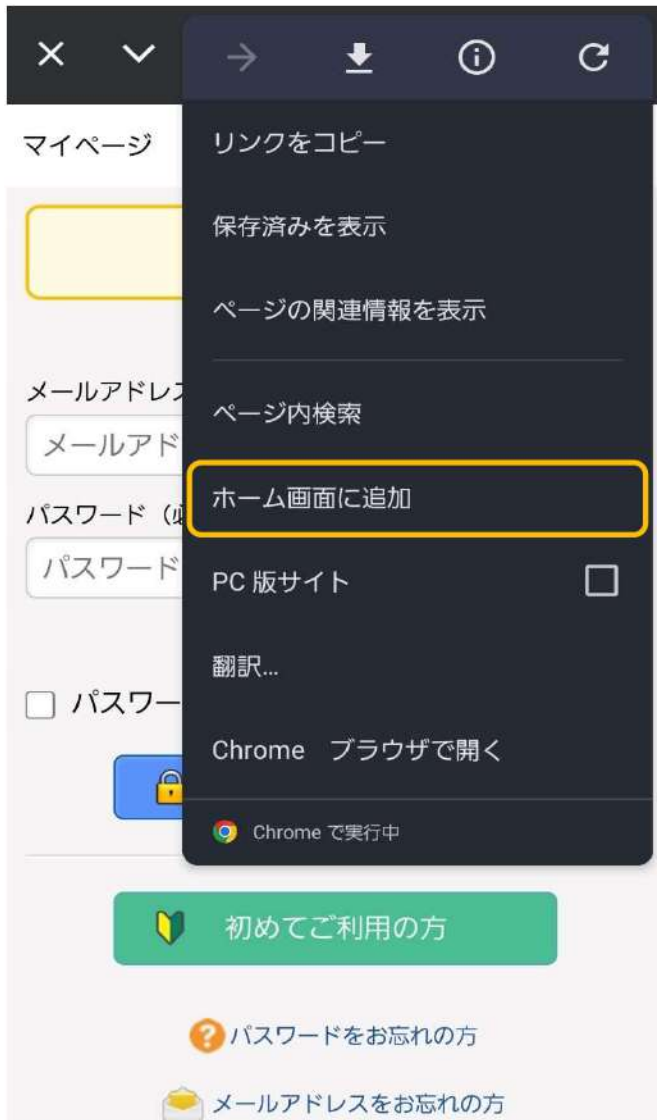 マイページ
リンクをコピー
保存済みを表示
ページの関連情報を表示
メールアドレス
ページ内検索
メールアド
ホーム画面に追加
パスワード（必
パスワード
PC 版サイト
翻訳...
パスワー
Chrome ブラウザで開く
Chrome で実行中
初めてご利用の方
パスワードをお忘れの方
メールアドレスをお忘れの方